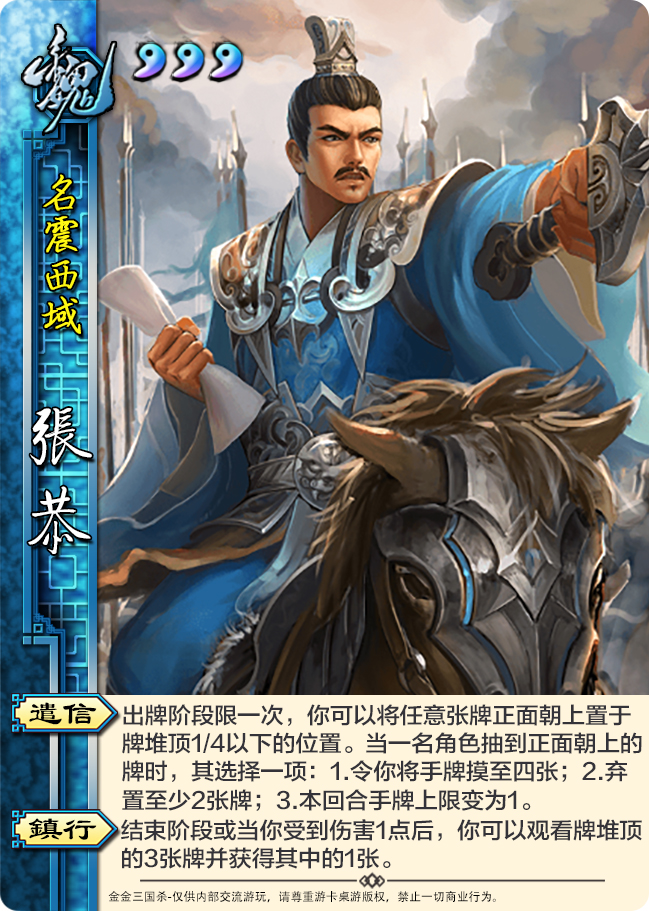 魏
名震西域
張恭
遣信
出牌阶段限一次，你可以将任意张牌正面朝上置于
牌堆顶1/4以下的位置。当一名角色抽到正面朝上的
牌时，其选择一项：1.令你将手牌摸至四张；2.弃
置至少2张牌；3.本回合手牌上限变为1。
鎮行
结束阶段或当你受到伤害1点后，你可以观看牌堆顶
的3张牌并获得其中的1张。
金金三国杀-仅供内部交流游玩，请尊重游卡桌游版权，禁止一切商业行为。